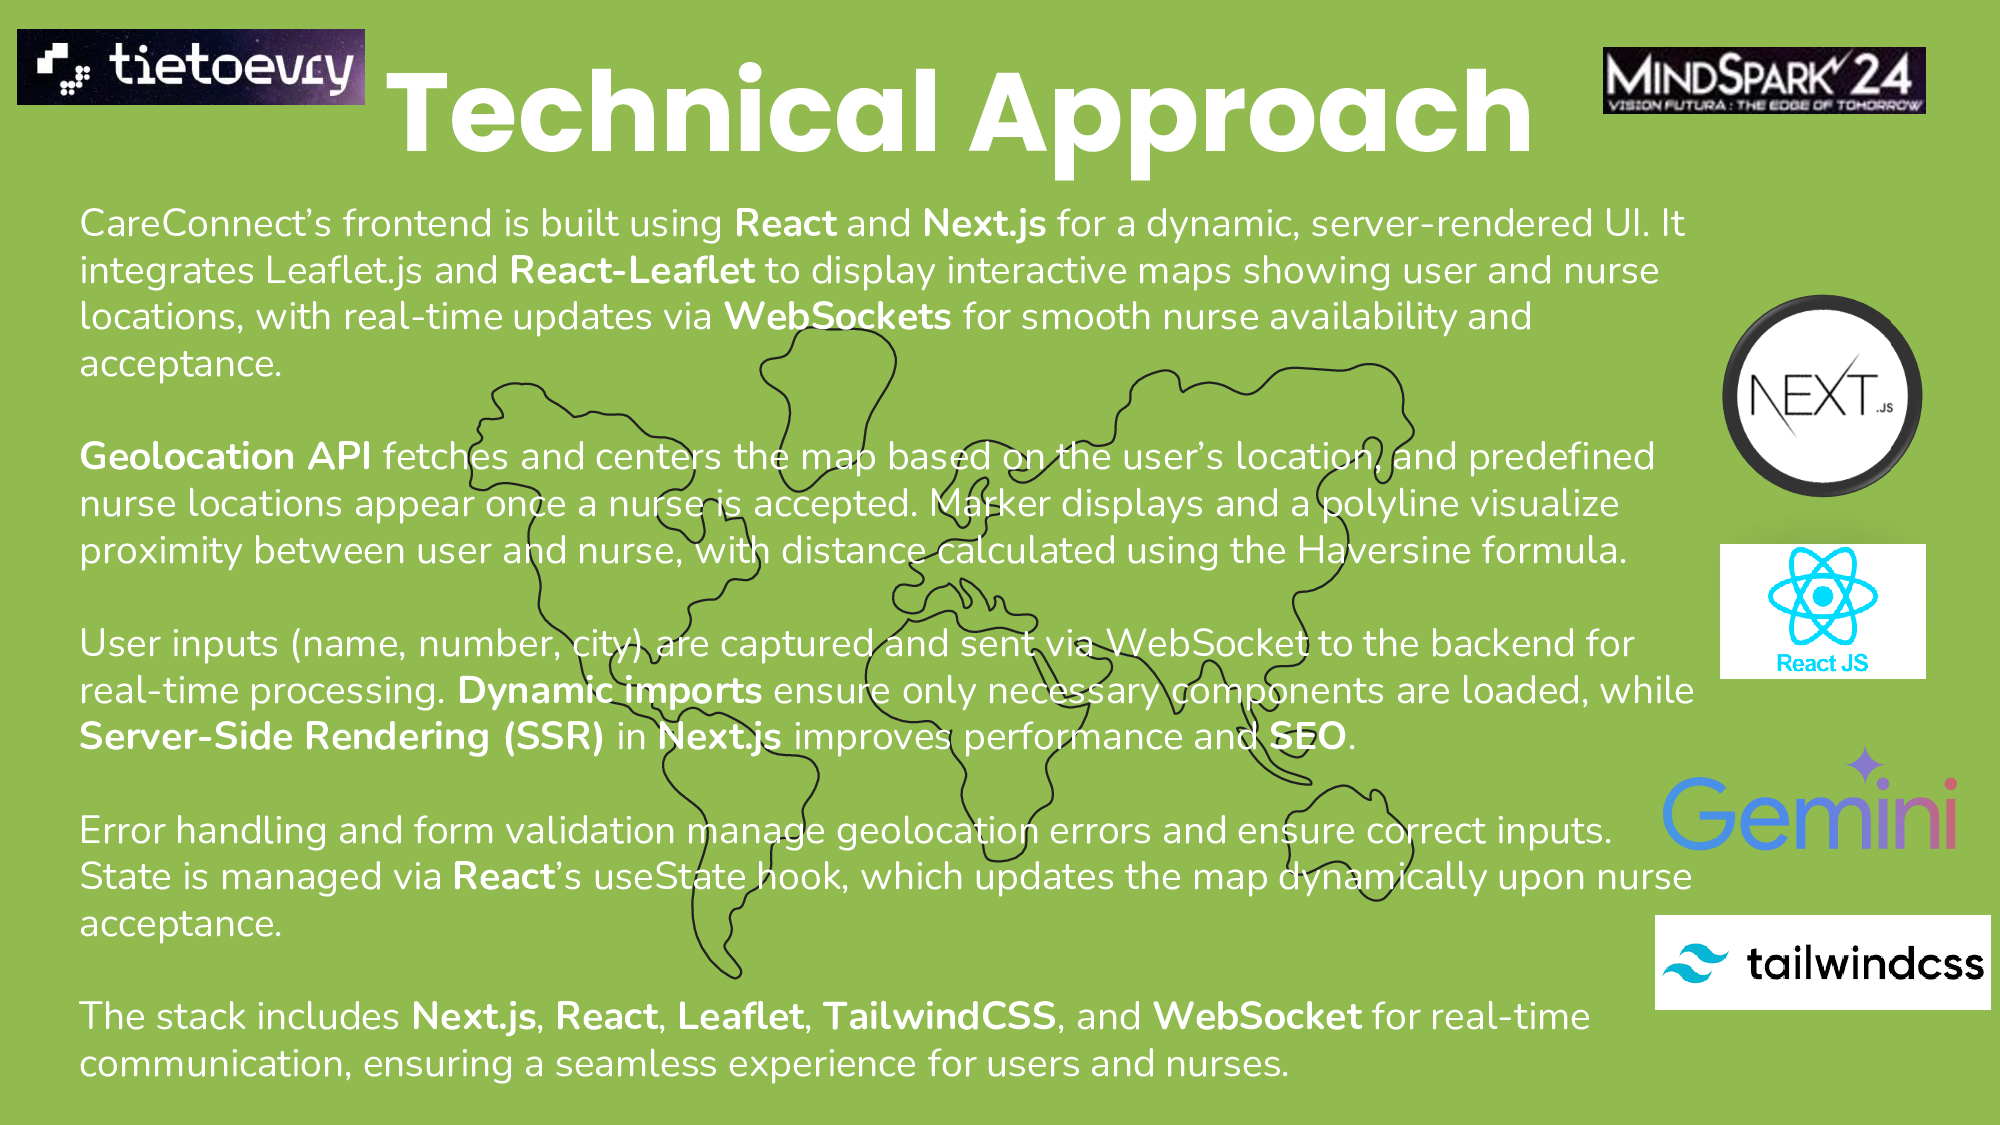 tietoevry
Technical Approach
MINDSPARK'24
VISION FUTURA : THE EDGE OF TOMORROW
CareConnect’s frontend is built using React and Next.js for a dynamic, server-rendered UI. It
integrates Leaflet.js and React-Leaflet to display interactive maps showing user and nurse
locations, with real-time updates via WebSockets for smooth nurse availability and
acceptance.
Geolocation API fetches and centers the map based on the user’s location, and predefined
nurse locations appear once a nurse is accepted. Marker displays and a polyline visualize
proximity between user and nurse, with distance calculated using the Haversine formula.
User inputs (name, number, city) are captured and sent via WebSocket to the backend for
real-time processing. Dynamic imports ensure only necessary components are loaded, while
Server-Side Rendering (SSR) in Next.js improves performance and SEO.
Error handling and form validation manage geolocation errors and ensure correct inputs.
State is managed via React’s useState hook, which updates the map dynamically upon nurse
acceptance.
The stack includes Next.js, React, Leaflet, TailwindCSS, and WebSocket for real-time
communication, ensuring a seamless experience for users and nurses.
NEXT.JS
React JS
Gemini
tailwindcss